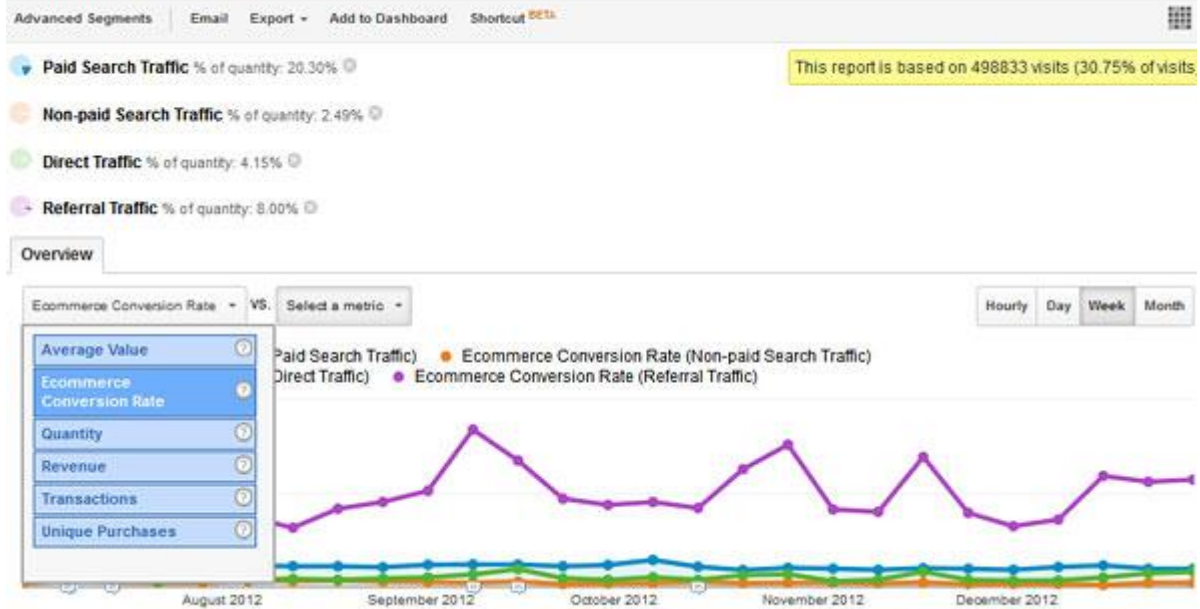 Advanced Segments Email Export Add to Dashboard Shortcut BETA
Paid Search Traffic % of quantity: 20.30%
This report is based on 498833 visits (30.75% of visits
Non-paid Search Traffic % of quantity: 2.49%
Direct Traffic % of quantity: 4.15%
Referral Traffic % of quantity: 8.00%
Overview
Ecommerce Conversion Rate VS. Select a metric
Hourly Day Week Month
Average Value
Ecommerce
Conversion Rate
Quantity
Revenue
Transactions
Unique Purchases
Paid Search Traffic) Ecommerce Conversion Rate (Non-paid Search Traffic)
Direct Traffic) Ecommerce Conversion Rate (Referral Traffic)
August 2012 September 2012 October 2012 November 2012 December 2012